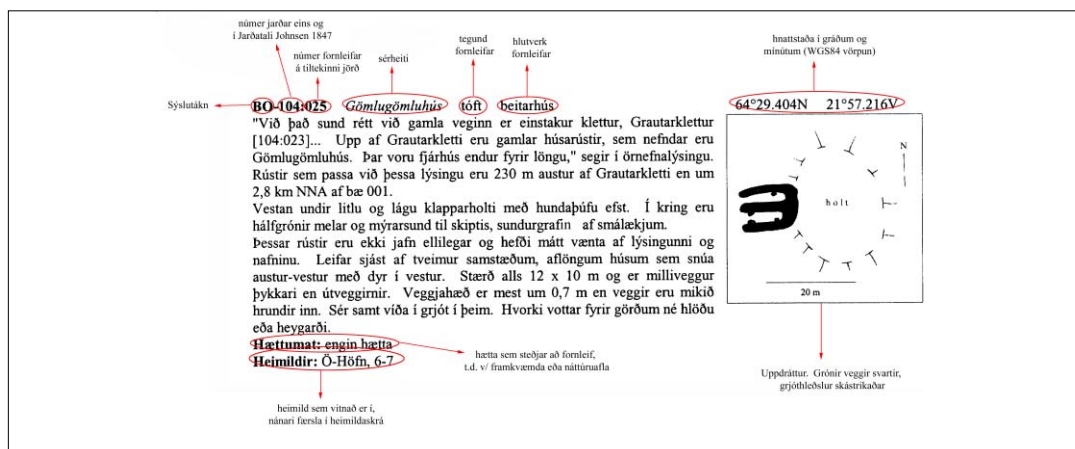 númer jarðar eins og
í Jarðatali Johnsen 1847
númer fornleifar
á tiltekinni jörð
sérheiti
tegund
fornleifar
hlutverk
fornleifar
hnattstaða í gráðum og
mínútum (WGS84 vörpun)
Sýslutákn
BO-104:025 Gömlugömluhús tóft beitarhús 64°29.404N 21°57.216V
"Við það sund rétt við gamla veginn er einstakur klettur, Grautarklettur
[104:023]... Upp af Grautarkletti eru gamlar húsarústir, sem nefndar eru
Gömlugömluhús. Þar voru fjárhús endur fyrir löngu," segir í örnefnalýsingu.
Rústir sem passa við þessa lýsingu eru 230 m austur af Grautarkletti en um
2,8 km NNA af bæ 001.
Vestan undir litlu og lágu klapparholti með hundaþúfu efst. Í kring eru
hálfgrónir melar og mýrarsund til skiptis, sundurgrafin af smálækjum.
Þessar rústir eru ekki jafn ellilegar og hefði mátt vænta af lýsingunni og
nafninu. Leifar sjást af tveimur samstæðum, aflöngum húsum sem snúa
austur-vestur með dyr í vestur. Stærð alls 12 x 10 m og er milliveggur
þykkari en útveggirnir. Veggjahæð er mest um 0,7 m en veggir eru mikið
hrundir inn. Sér samt víða í grjót í þeim. Hvorki vottar fyrir görðum né hlöðu
eða heygarði.
Hættumat: engin hætta
Heimildir: Ö-Höfn, 6-7
N
holt
20 m
hætta sem steðjar að fornleif,
t.d. v/ framkvæmda eða náttúruafla
heimild sem vitnað er í,
nánari færsla í heimildaskrá
Uppdráttur. Grónir veggir svartir,
grjóthleðslur skástrikaðar